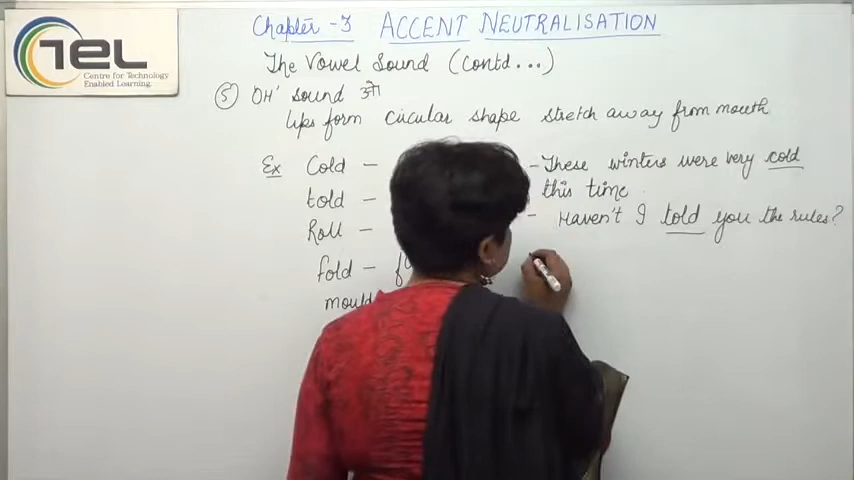 TEL
Centre for Technology
Enabled Learning
Chapter - 3 ACCENT NEUTRALISATION
The Vowel Sound (Contd...)
5 'OH' sound ओ
lips form circular shape stretch away from mouth
Ex Cold - - These winters were very cold
this time
told - - Haven't I told you the rules?
Roll -
fold - f
mould